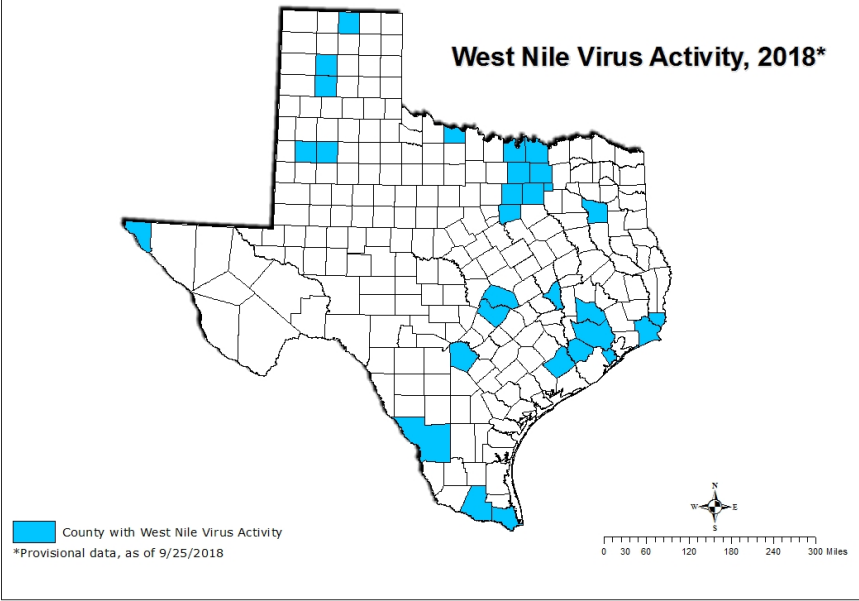 West Nile Virus Activity, 2018*
County with West Nile Virus Activity
*Provisional data, as of 9/25/2018
N
W E
S
0 30 60 120 180 240 300 Miles